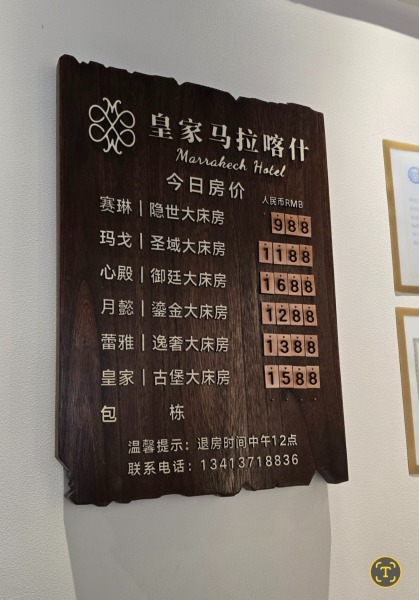 皇家马拉喀什
Marrakech Hotel
今日房价 人民币RMB
赛琳｜隐世大床房 988
玛戈｜圣域大床房 1188
心殿｜御廷大床房 1688
月懿｜鎏金大床房 1288
蕾雅｜逸奢大床房 1388
皇家｜古堡大床房 1588
包 栋
温馨提示：退房时间中午12点
联系电话：13413718836